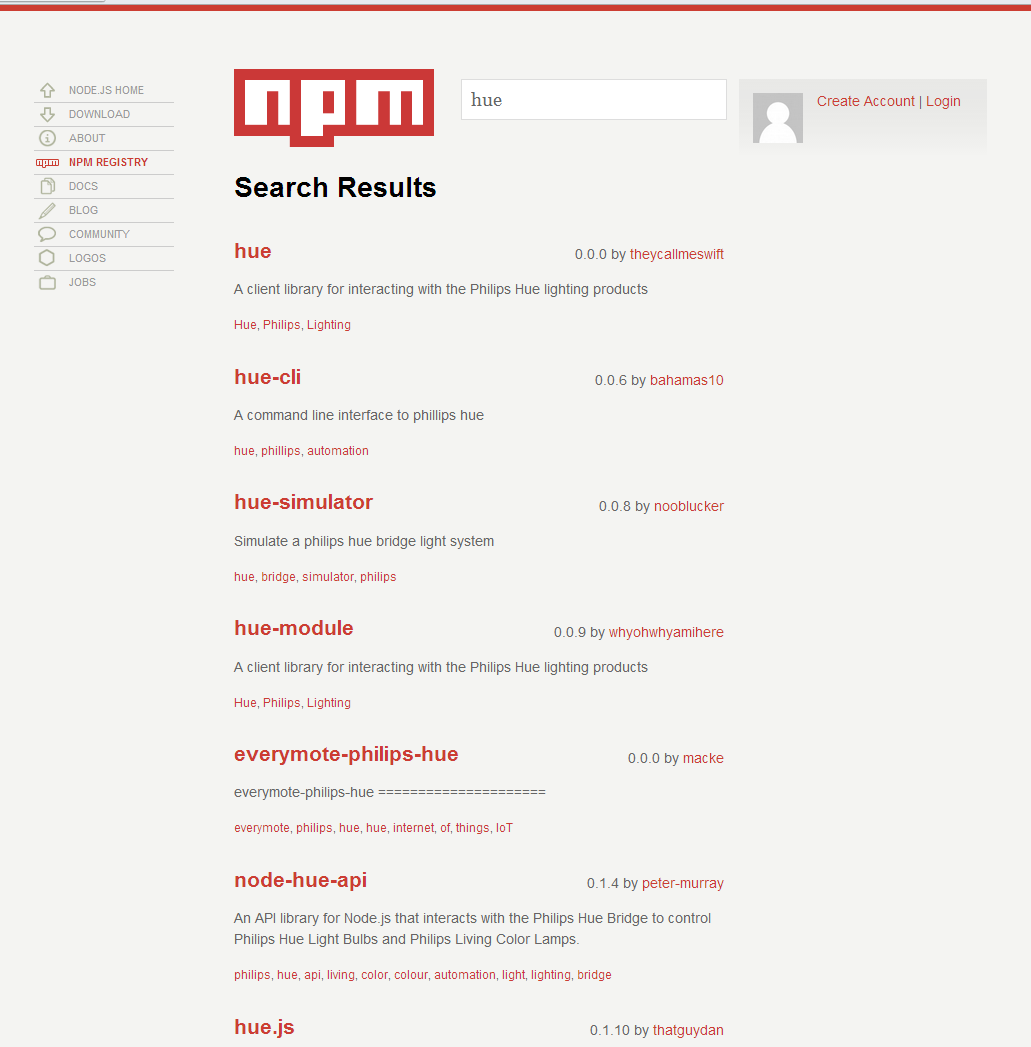 NODE.JS HOME
DOWNLOAD
ABOUT
npm NPM REGISTRY
DOCS
BLOG
COMMUNITY
LOGOS
JOBS
npm
hue
Create Account | Login
Search Results
hue 0.0.0 by theycallmeswift
A client library for interacting with the Philips Hue lighting products
Hue, Philips, Lighting
hue-cli 0.0.6 by bahamas10
A command line interface to phillips hue
hue, phillips, automation
hue-simulator 0.0.8 by nooblucker
Simulate a philips hue bridge light system
hue, bridge, simulator, philips
hue-module 0.0.9 by whyohwhyamihere
A client library for interacting with the Philips Hue lighting products
Hue, Philips, Lighting
everymote-philips-hue 0.0.0 by macke
everymote-philips-hue =====================
everymote, philips, hue, hue, internet, of, things, IoT
node-hue-api 0.1.4 by peter-murray
An API library for Node.js that interacts with the Philips Hue Bridge to control
Philips Hue Light Bulbs and Philips Living Color Lamps.
philips, hue, api, living, color, colour, automation, light, lighting, bridge
hue.js 0.1.10 by thatguydan